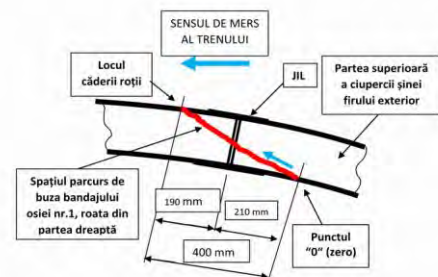 SENSUL DE MERS
AL TRENULUI
Locul
căderii roții
JIL
Partea superioară
a ciupercii șinei
firului exterior
Spațiul parcurs de
buza bandajului
osiei nr.1, roata din
partea dreaptă
190 mm
210 mm
400 mm
Punctul
"0" (zero)